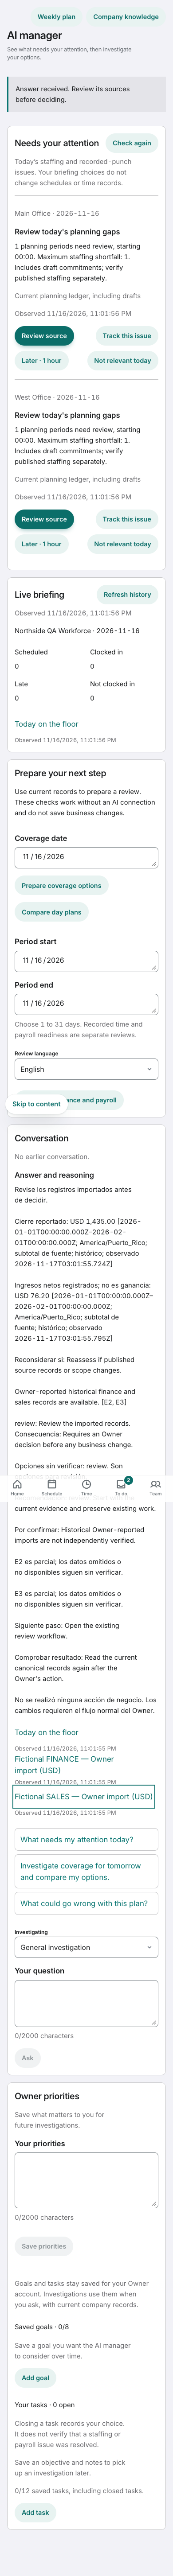 Weekly plan
Company knowledge
AI manager
See what needs your attention, then investigate
your options.
Answer received. Review its sources
before deciding.
Needs your attention
Check again
Today's staffing and recorded-punch
issues. Your briefing choices do not
change schedules or time records.
Main Office · 2026-11-16
Review today's planning gaps
1 planning periods need review, starting
00:00. Maximum staffing shortfall: 1.
Includes draft commitments; verify
published staffing separately.
Current planning ledger, including drafts
Observed 11/16/2026, 11:01:56 PM
Review source
Track this issue
Later · 1 hour
Not relevant today
West Office · 2026-11-16
Review today's planning gaps
1 planning periods need review, starting
00:00. Maximum staffing shortfall: 1.
Includes draft commitments; verify
published staffing separately.
Current planning ledger, including drafts
Observed 11/16/2026, 11:01:56 PM
Review source
Track this issue
Later · 1 hour
Not relevant today
Live briefing
Refresh history
Observed 11/16/2026, 11:01:56 PM
Northside QA Workforce · 2026-11-16
Scheduled
Clocked in
0
0
Late
Not clocked in
0
0
Today on the floor
Observed 11/16/2026, 11:01:56 PM
Prepare your next step
Use current records to prepare a review.
These checks work without an AI connection
and do not save business changes.
Coverage date
11/16/2026
Prepare coverage options
Compare day plans
Period start
11/16/2026
Period end
11/16/2026
Choose 1 to 31 days. Recorded time and
payroll readiness are separate reviews.
Review language
English
Skip to content
nce and payroll
Conversation
No earlier conversation.
Answer and reasoning
Revise los registros importados antes
de decidir.
Cierre reportado: USD 1,435.00 [2026-
01-01T00:00:00.000Z–2026-02-
01T00:00:00.000Z; America/Puerto_Rico;
subtotal de fuente; histórico; observado
2026-11-17T03:01:55.724Z]
Ingresos netos registrados; no es ganancia:
USD 76.20 [2026-01-01T00:00:00.000Z–
2026-02-01T00:00:00.000Z;
America/Puerto_Rico; subtotal de
fuente; histórico; observado
2026-11-17T03:01:55.795Z]
Reconsiderar si: Reassess if published
source records or scope changes.
Owner-reported historical finance and
sales records are available. [E2, E3]
review: Review the imported records.
Consecuencia: Requires an Owner
decision before any business change.
Opciones sin verificar: review. Son
Home
Schedule
Time
2
To do
Team
current evidence and preserve existing work.
Por confirmar: Historical Owner-reported
imports are not independently verified.
E2 es parcial; los datos omitidos o
no disponibles siguen sin verificar.
E3 es parcial; los datos omitidos o
no disponibles siguen sin verificar.
Siguiente paso: Open the existing
review workflow.
Comprobar resultado: Read the current
canonical records again after the
Owner's action.
No se realizó ninguna acción de negocio. Los
cambios requieren el flujo normal del Owner.
Today on the floor
Observed 11/16/2026, 11:01:55 PM
Fictional FINANCE — Owner
import (USD)
Observed 11/16/2026, 11:01:55 PM
Fictional SALES — Owner import (USD)
Observed 11/16/2026, 11:01:55 PM
What needs my attention today?
Investigate coverage for tomorrow
and compare my options.
What could go wrong with this plan?
Investigating
General investigation
Your question
0/2000 characters
Ask
Owner priorities
Save what matters to you for
future investigations.
Your priorities
0/2000 characters
Save priorities
Goals and tasks stay saved for your Owner
account. Investigations use them when
you ask, with current company records.
Saved goals · 0/8
Save a goal you want the AI manager
to consider over time.
Add goal
Your tasks · 0 open
Closing a task records your choice.
It does not verify that a staffing or
payroll issue was resolved.
Save an objective and notes to pick
up an investigation later.
0/12 saved tasks, including closed tasks.
Add task